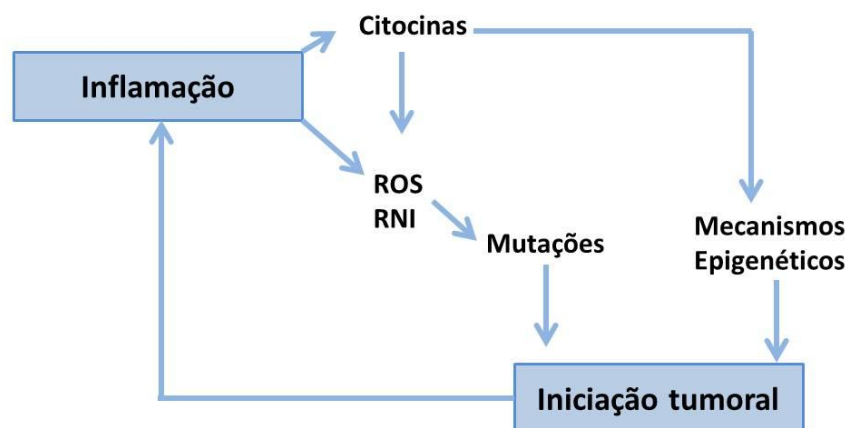 Citocinas
Inflamação
ROS
RNI
Mutações
Mecanismos
Epigenéticos
Iniciação tumoral